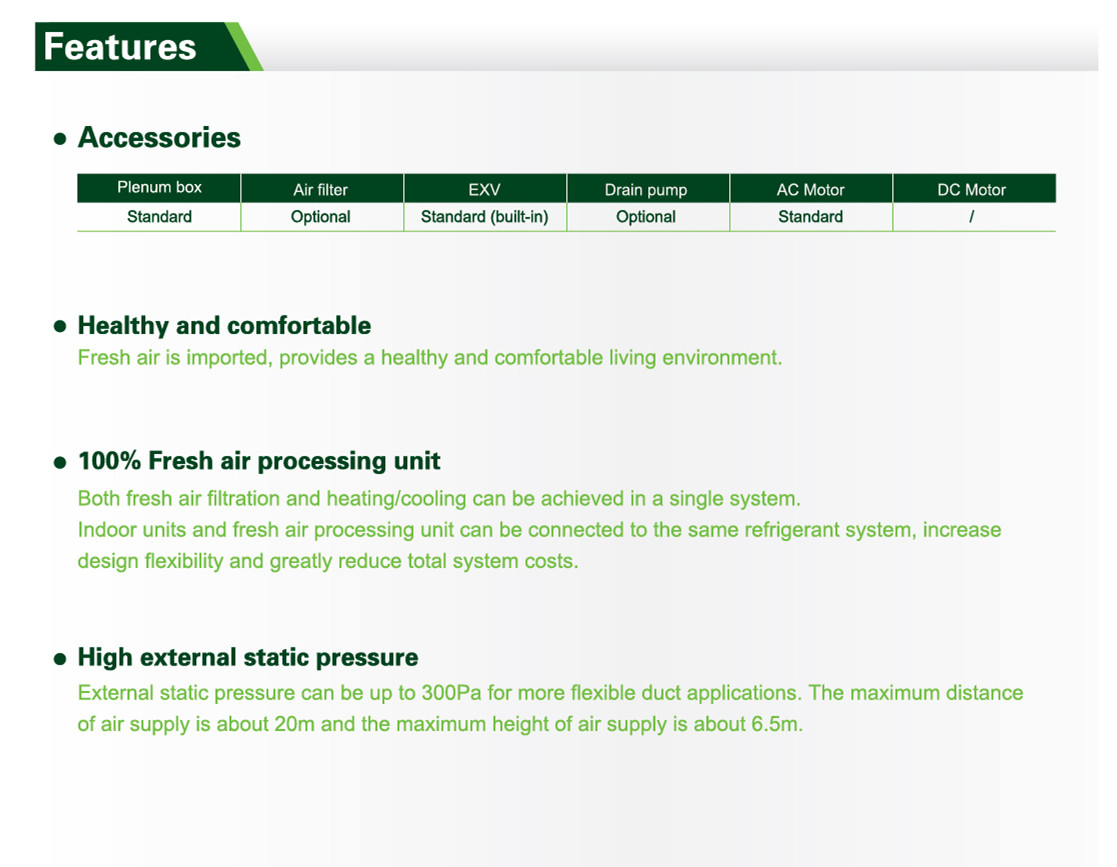 Features
• Accessories
Plenum box Air filter EXV Drain pump AC Motor DC Motor
Standard Optional Standard (built-in) Optional Standard /
• Healthy and comfortable
Fresh air is imported, provides a healthy and comfortable living environment.
• 100% Fresh air processing unit
Both fresh air filtration and heating/cooling can be achieved in a single system.
Indoor units and fresh air processing unit can be connected to the same refrigerant system, increase
design flexibility and greatly reduce total system costs.
• High external static pressure
External static pressure can be up to 300Pa for more flexible duct applications. The maximum distance
of air supply is about 20m and the maximum height of air supply is about 6.5m.